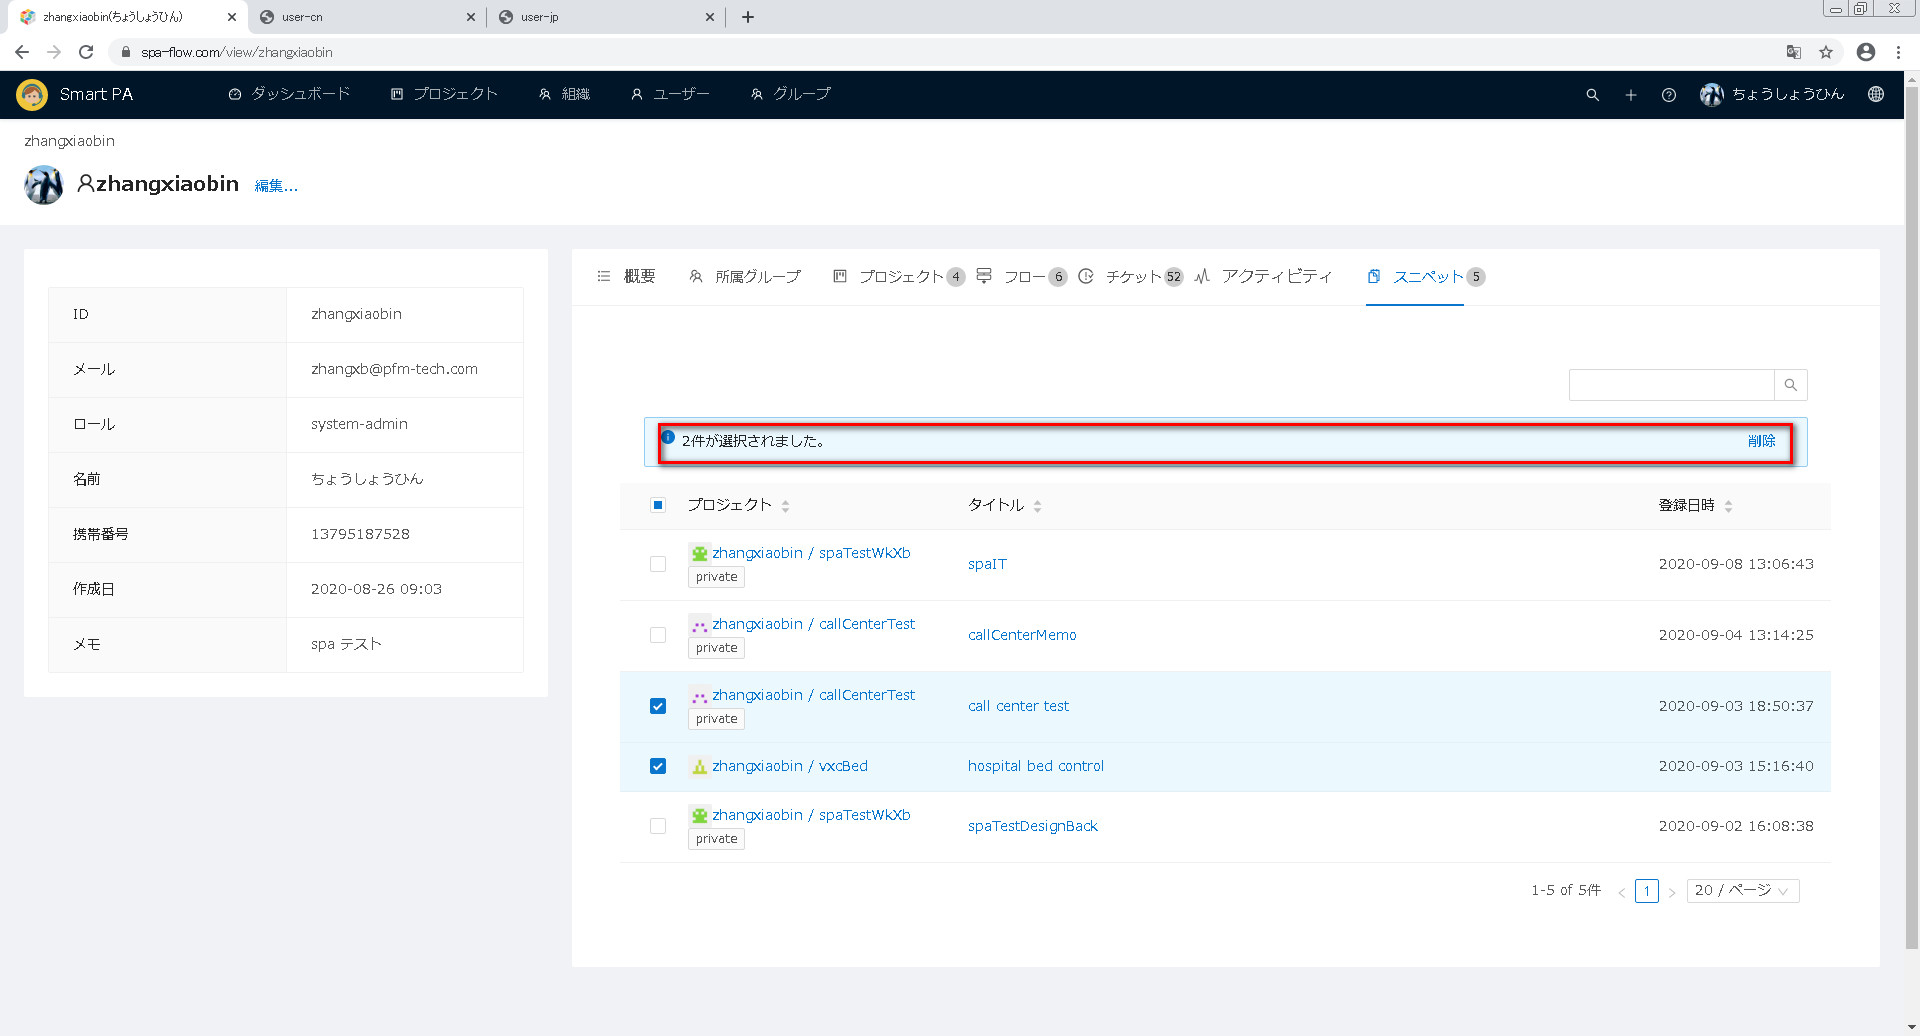 zhangxiaobin(ちょうしょうひん)
user-cn
user-jp
spa-flow.com/view/zhangxiaobin
Smart PA
ダッシュボード
プロジェクト
組織
ユーザー
グループ
ちょうしょうひん
zhangxiaobin
zhangxiaobin 編集...
ID zhangxiaobin
メール zhangxb@pfm-tech.com
ロール system-admin
名前 ちょうしょうひん
携帯番号 13795187528
作成日 2020-08-26 09:03
メモ spa テスト
概要 所属グループ プロジェクト 4 フロー 6 チケット 52 アクティビティ スニペット 5
2件が選択されました。 削除
プロジェクト タイトル 登録日時
zhangxiaobin / spaTestWkXb
private
spaIT
2020-09-08 13:06:43
zhangxiaobin / callCenterTest
private
callCenterMemo
2020-09-04 13:14:25
zhangxiaobin / callCenterTest
private
call center test
2020-09-03 18:50:37
zhangxiaobin / vxcBed
hospital bed control
2020-09-03 15:16:40
zhangxiaobin / spaTestWkXb
private
spaTestDesignBack
2020-09-02 16:08:38
1-5 of 5件 < 1 > 20 / ページ